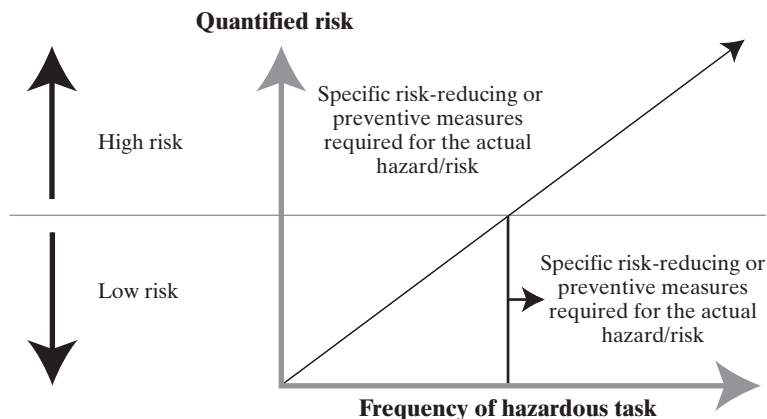 Quantified risk
Specific risk-reducing or
preventive measures
required for the actual
hazard/risk
High risk
Low risk
Specific risk-reducing or
preventive measures
required for the actual
hazard/risk
Frequency of hazardous task